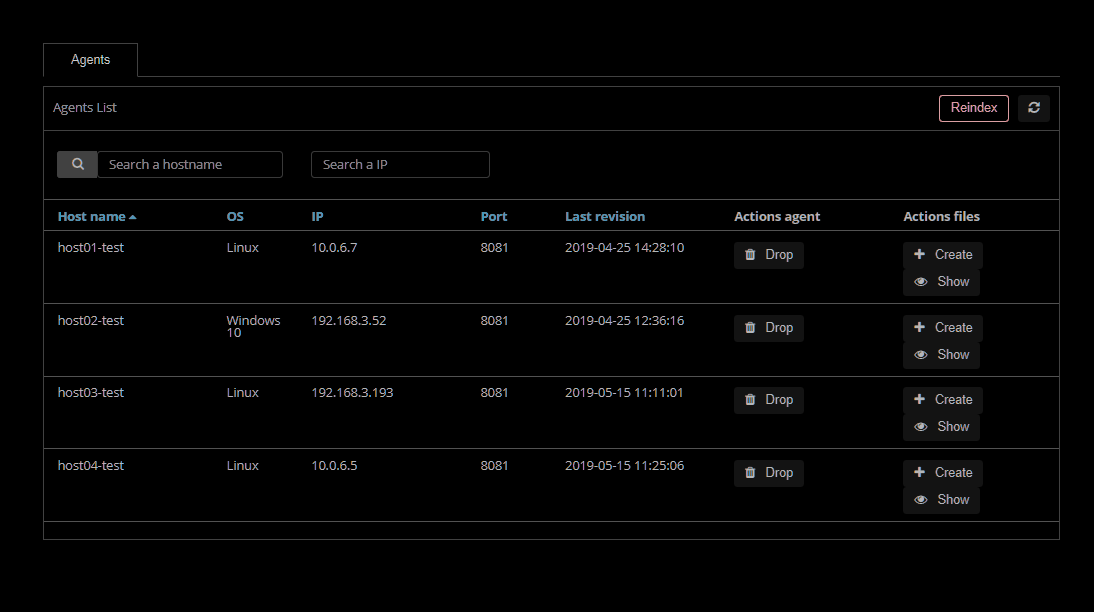 Agents
Agents List
Reindex
Search a hostname Search a IP
Host name OS IP Port Last revision Actions agent Actions files
host01-test Linux 10.0.6.7 8081 2019-04-25 14:28:10 Drop Create
Show
host02-test Windows 192.168.3.52 8081 2019-04-25 12:36:16 Drop Create
10
Show
host03-test Linux 192.168.3.193 8081 2019-05-15 11:11:01 Drop Create
Show
host04-test Linux 10.0.6.5 8081 2019-05-15 11:25:06 Drop Create
Show